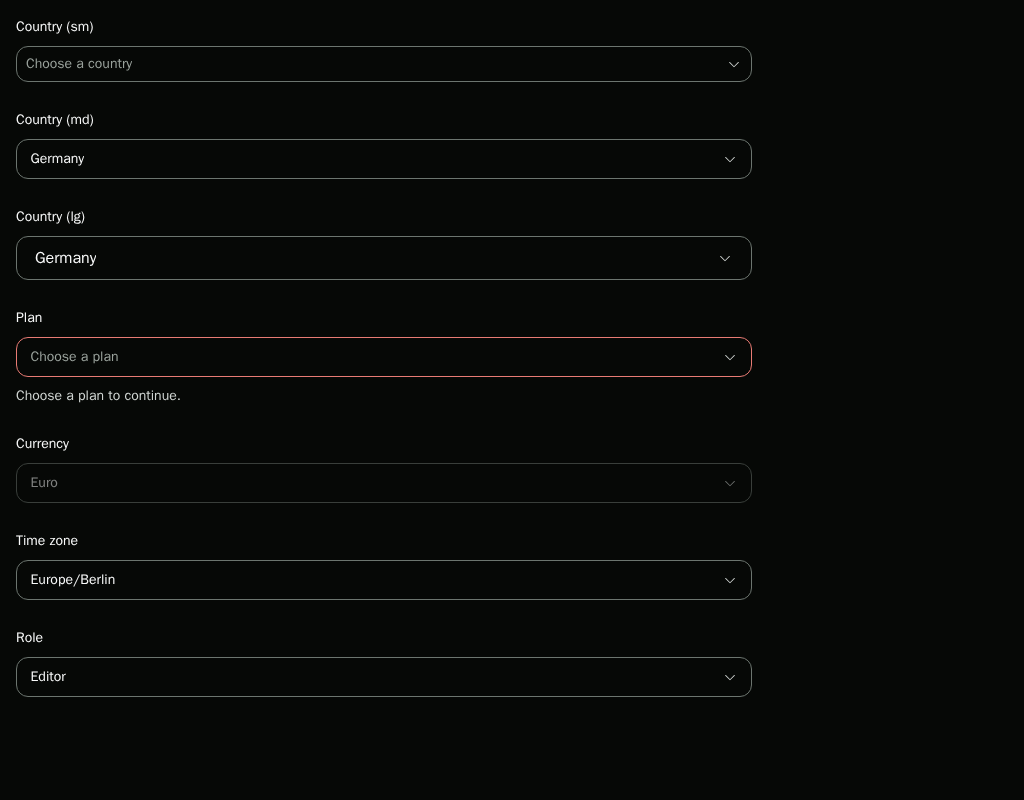 Country (sm)
Choose a country
Country (md)
Germany
Country (lg)
Germany
Plan
Choose a plan
Choose a plan to continue.
Currency
Euro
Time zone
Europe/Berlin
Role
Editor